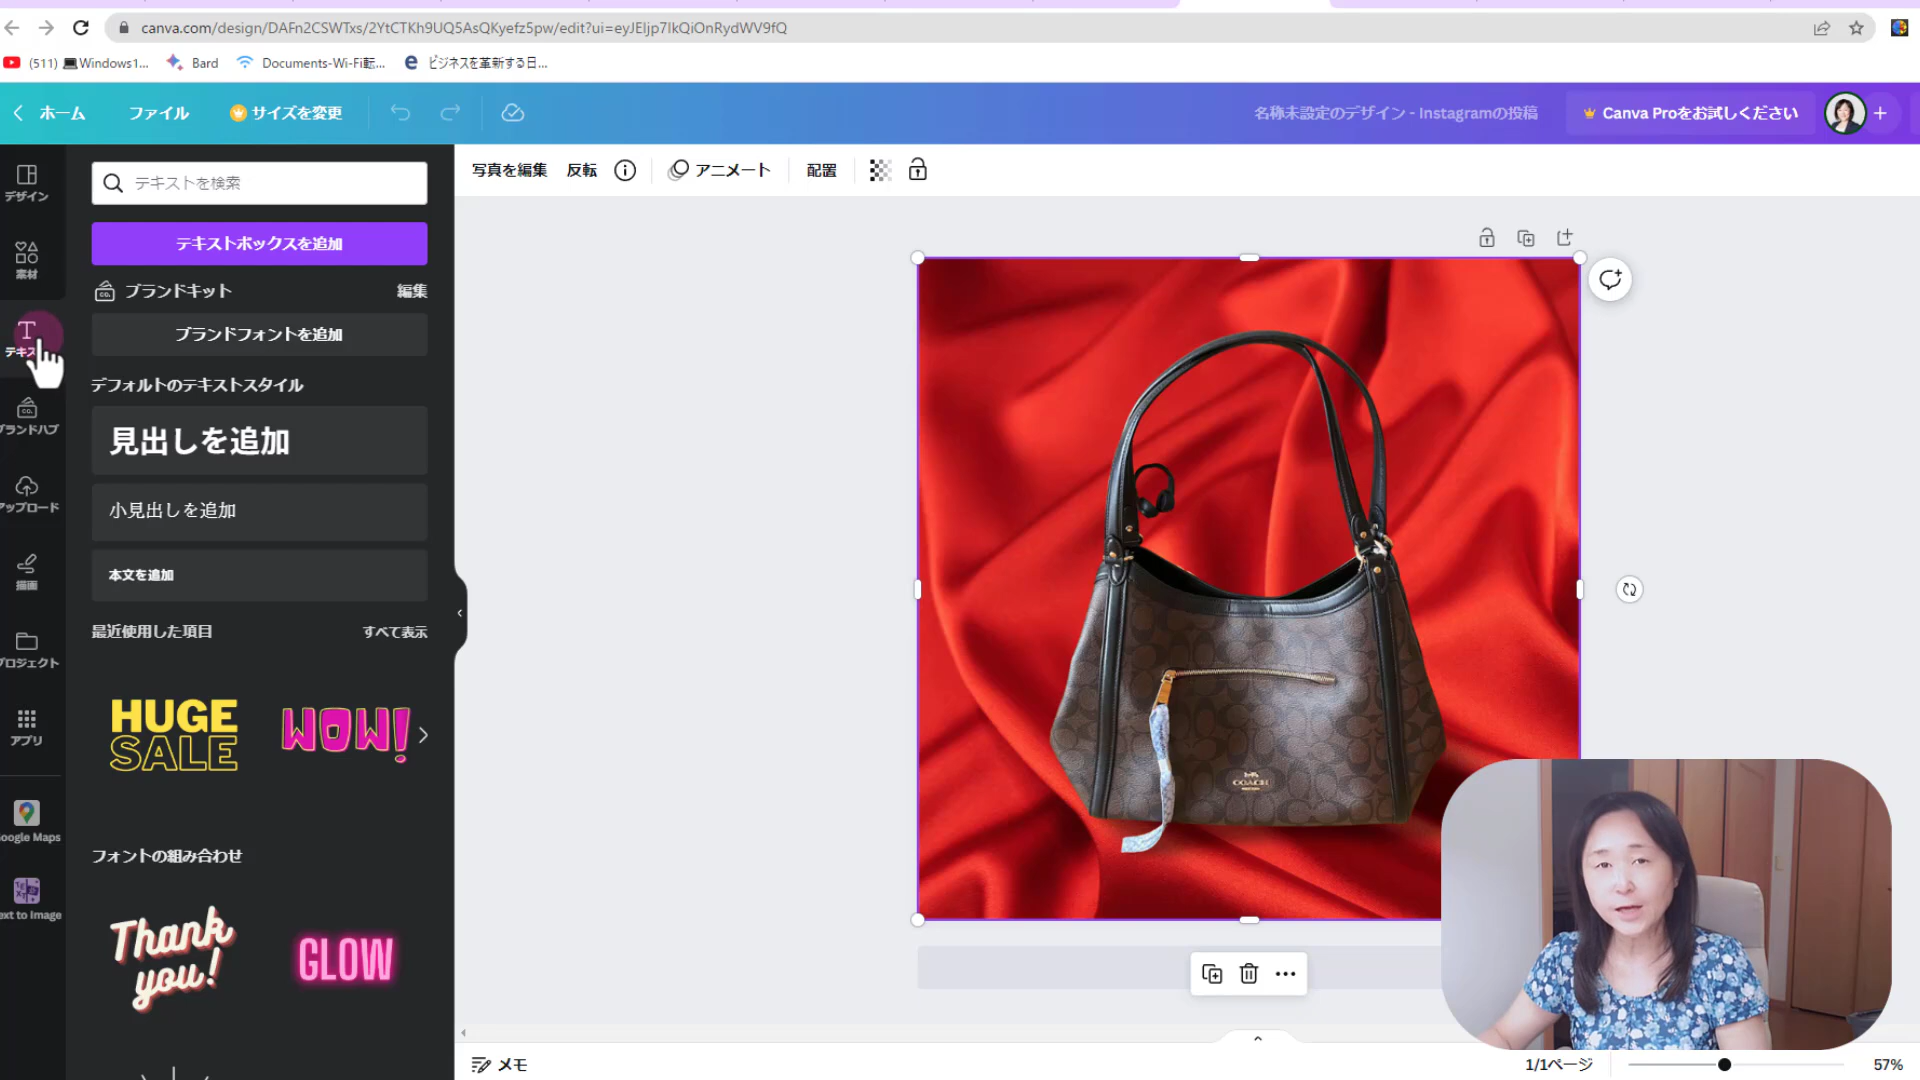 canva.com/design/DAFn2CSWTxs/2YtCTKh9UQ5AsQKyefz5pw/edit?ui=eyJEIjp7IkQiOnRydWV9fQ
(511) Windows1... Bard Documents-Wi-Fi転... ビジネスを革新する日...
ホーム ファイル サイズを変更 名称未設定のデザイン - Instagramの投稿 Canva Proをお試しください
デザイン
素材
テキス
ランドハブ
ップロード
描画
ロジェクト
アプリ
oogle Maps
ext to Image
テキストを検索
テキストボックスを追加
ブランドキット 編集
ブランドフォントを追加
デフォルトのテキストスタイル
見出しを追加
小見出しを追加
本文を追加
最近使用した項目 すべて表示
HUGE
SALE
WOW!
フォントの組み合わせ
Thank
you!
GLOW
写真を編集 反転 アニメート 配置
COACH
メモ 1/1ページ 57%